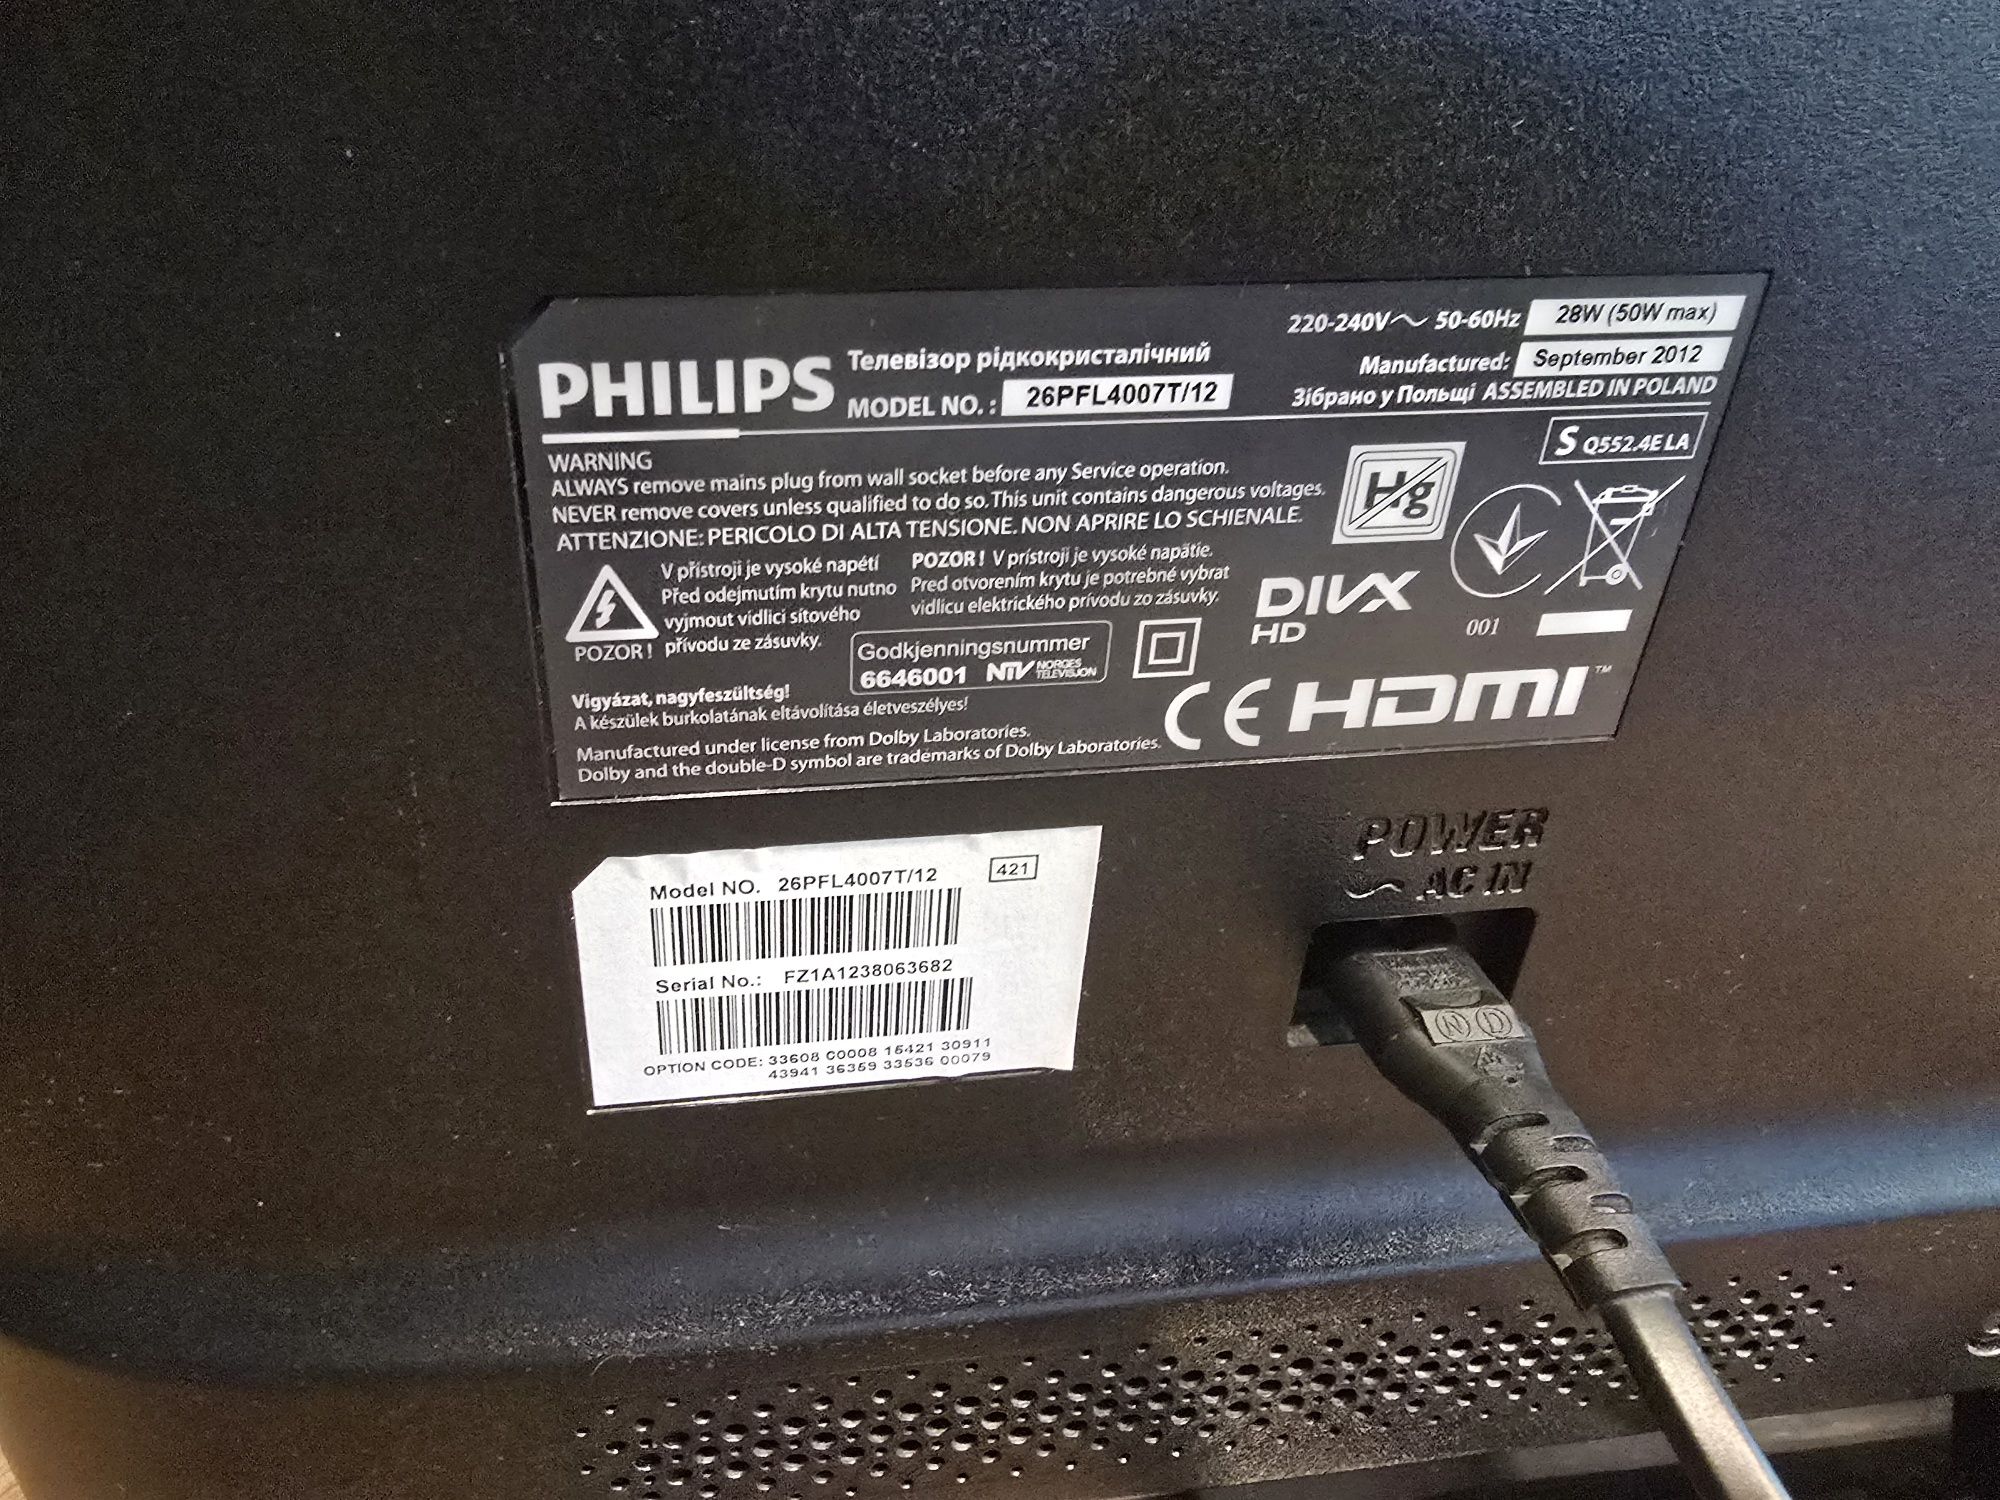 PHILIPS
Телевізор рідкокристалічний
MODEL NO. : 26PFL4007T/12
220-240V~ 50-60Hz 28W (50W max)
Manufactured: September 2012
Зібрано у Польщі ASSEMBLED IN POLAND
S Q552.4E LA
WARNING
ALWAYS remove mains plug from wall socket before any Service operation.
NEVER remove covers unless qualified to do so. This unit contains dangerous voltages.
ATTENZIONE: PERICOLO DI ALTA TENSIONE. NON APRIRE LO SCHIENALE.
Hg
POZOR !
V přístroji je vysoké napétí
Před odejmutím krytu nutno
vyjmout vidlici síťového
přívodu ze zásuvky.
POZOR ! V prístroji je vysoké napätie.
Pred otvorením krytu je potrebné vybrat
vidlicu elektrického prívodu zo zásuvky.
Godkjenningsnummer
6646001 NTV NORGES
TELEVISJON
DIVX
HD
001
Vigyázat, nagyfeszültség!
A készülek burkolatának eltávolítása életveszélyes!
Manufactured under license from Dolby Laboratories.
Dolby and the double-D symbol are trademarks of Dolby Laboratories.
CE HDMI™
Model NO. 26PFL4007T/12
421
Serial No.: FZ1A1238063682
OPTION CODE: 33608 C0008 15421 30911
43941 36359 33536 00079
POWER
~ AC IN
N D